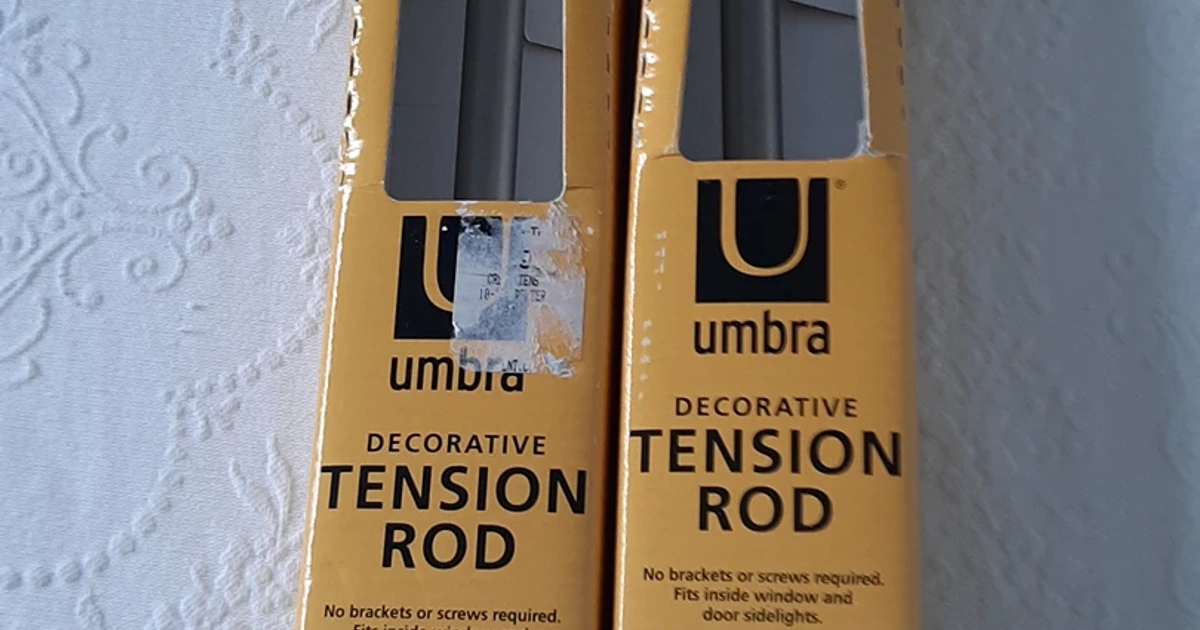 umbra
DECORATIVE
TENSION
ROD
No brackets or screws required.
U®
umbra
DECORATIVE
TENSION
ROD
No brackets or screws required.
Fits inside window and
door sidelights.